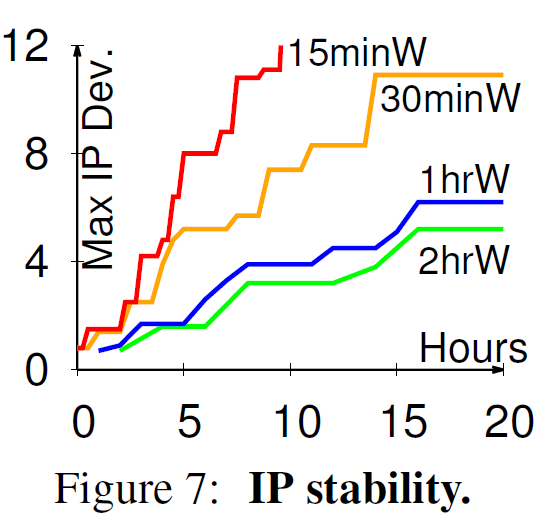 12
8
4
0
Max IP Dev.
15minW
30minW
1hrW
2hrW
Hours
0 5 10 15 20
Figure 7: IP stability.